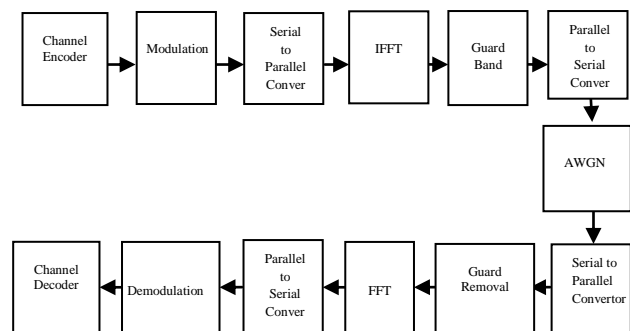 Channel
Encoder
Modulation
Serial
to
Parallel
Conver
IFFT
Guard
Band
Parallel
to
Serial
Conver
AWGN
Channel
Decoder
Demodulation
Parallel
to
Serial
Conver
FFT
Guard
Removal
Serial to
Parallel
Convertor